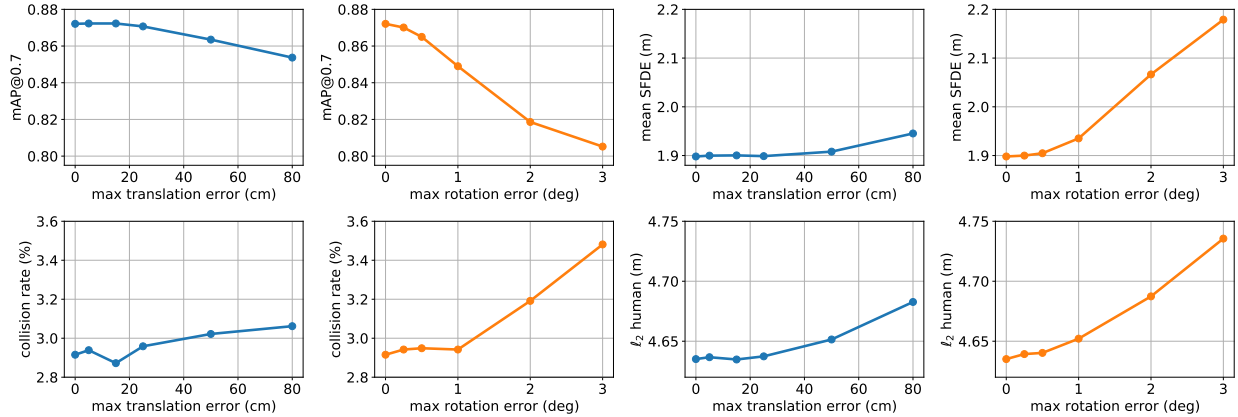 0.88
0.86
0.84
0.82
0.80
mAP@0.7
0 20 40 60 80
max translation error (cm)
0.88
0.86
0.84
0.82
0.80
mAP@0.7
0 1 2 3
max rotation error (deg)
2.2
2.1
2.0
1.9
mean SFDE (m)
0 20 40 60 80
max translation error (cm)
2.2
2.1
2.0
1.9
mean SFDE (m)
0 1 2 3
max rotation error (deg)
3.6
3.4
3.2
3.0
2.8
collision rate (%)
0 20 40 60 80
max translation error (cm)
3.6
3.4
3.2
3.0
2.8
collision rate (%)
0 1 2 3
max rotation error (deg)
4.75
4.70
4.65
ℓ₂ human (m)
0 20 40 60 80
max translation error (cm)
4.75
4.70
4.65
ℓ₂ human (m)
0 1 2 3
max rotation error (deg)